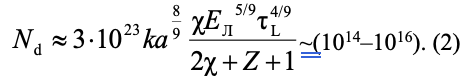 N_d ≈ 3·10^23 ka^(8/9) (χE_Л^(5/9) τ_L^(4/9))/(2χ + Z + 1) ~(10^14–10^16). (2)